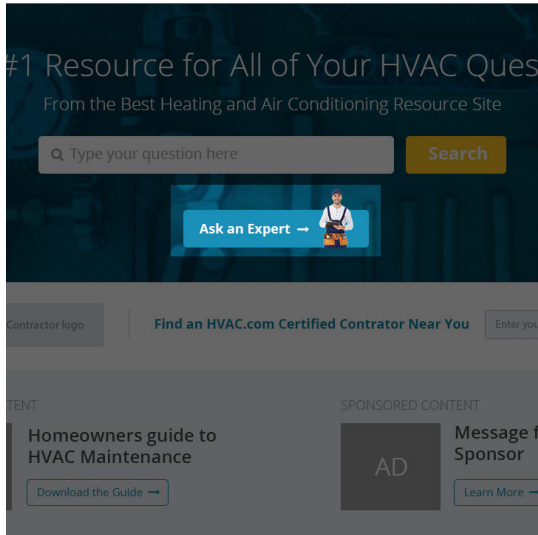 #1 Resource for All of Your HVAC Ques
From the Best Heating and Air Conditioning Resource Site
Type your question here
Search
Ask an Expert →
Contractor logo
Find an HVAC.com Certified Contrator Near You
Enter you
TENT
SPONSORED CONTENT
Homeowners guide to
HVAC Maintenance
Download the Guide →
AD
Message f
Sponsor
Learn More →